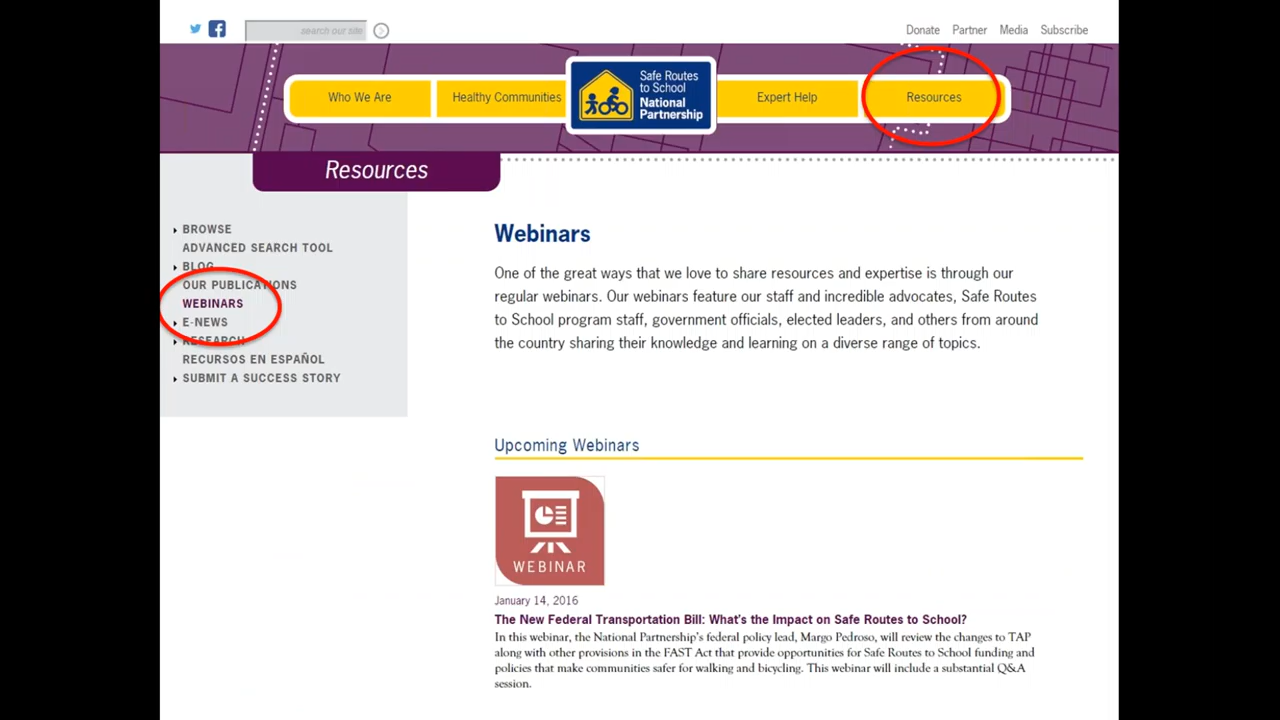 search our site
Donate Partner Media Subscribe
Who We Are
Healthy Communities
Safe Routes
to School
National
Partnership
Expert Help
Resources
Resources
BROWSE
ADVANCED SEARCH TOOL
BLOG
OUR PUBLICATIONS
WEBINARS
E-NEWS
RESEARCH
RECURSOS EN ESPAÑOL
SUBMIT A SUCCESS STORY
Webinars
One of the great ways that we love to share resources and expertise is through our
regular webinars. Our webinars feature our staff and incredible advocates, Safe Routes
to School program staff, government officials, elected leaders, and others from around
the country sharing their knowledge and learning on a diverse range of topics.
Upcoming Webinars
WEBINAR
January 14, 2016
The New Federal Transportation Bill: What's the Impact on Safe Routes to School?
In this webinar, the National Partnership's federal policy lead, Margo Pedroso, will review the changes to TAP
along with other provisions in the FAST Act that provide opportunities for Safe Routes to School funding and
policies that make communities safer for walking and bicycling. This webinar will include a substantial Q&A
session.